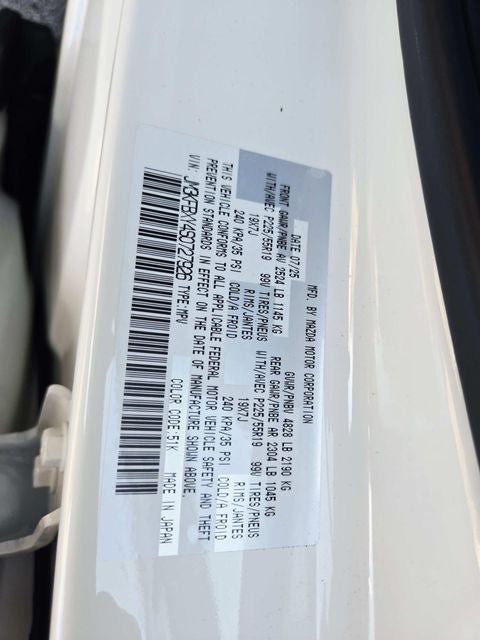 MFD. BY MAZDA MOTOR CORPORATION
DATE 07/25 GVWR/PNBV 4828 LB 2190 KG
FRONT GAWR/PNBE AV 2524 LB 1145 KG REAR GAWR/PNBE AR 2304 LB 1045 KG
WITH/AVEC P225/55R19 99V TIRES/PNEUS WITH/AVEC P225/55R19 99V TIRES/PNEUS
19X7J RIMS/JANTES 19X7J RIMS/JANTES
240 KPA/35 PSI COLD/A FROID 240 KPA/35 PSI COLD/A FROID
THIS VEHICLE CONFORMS TO ALL APPLICABLE FEDERAL MOTOR VEHICLE SAFETY AND THEFT
PREVENTION STANDARDS IN EFFECT ON THE DATE OF MANUFACTURE SHOWN ABOVE.
VIN: TYPE:MPV
COLOR CODE:51K MADE IN JAPAN